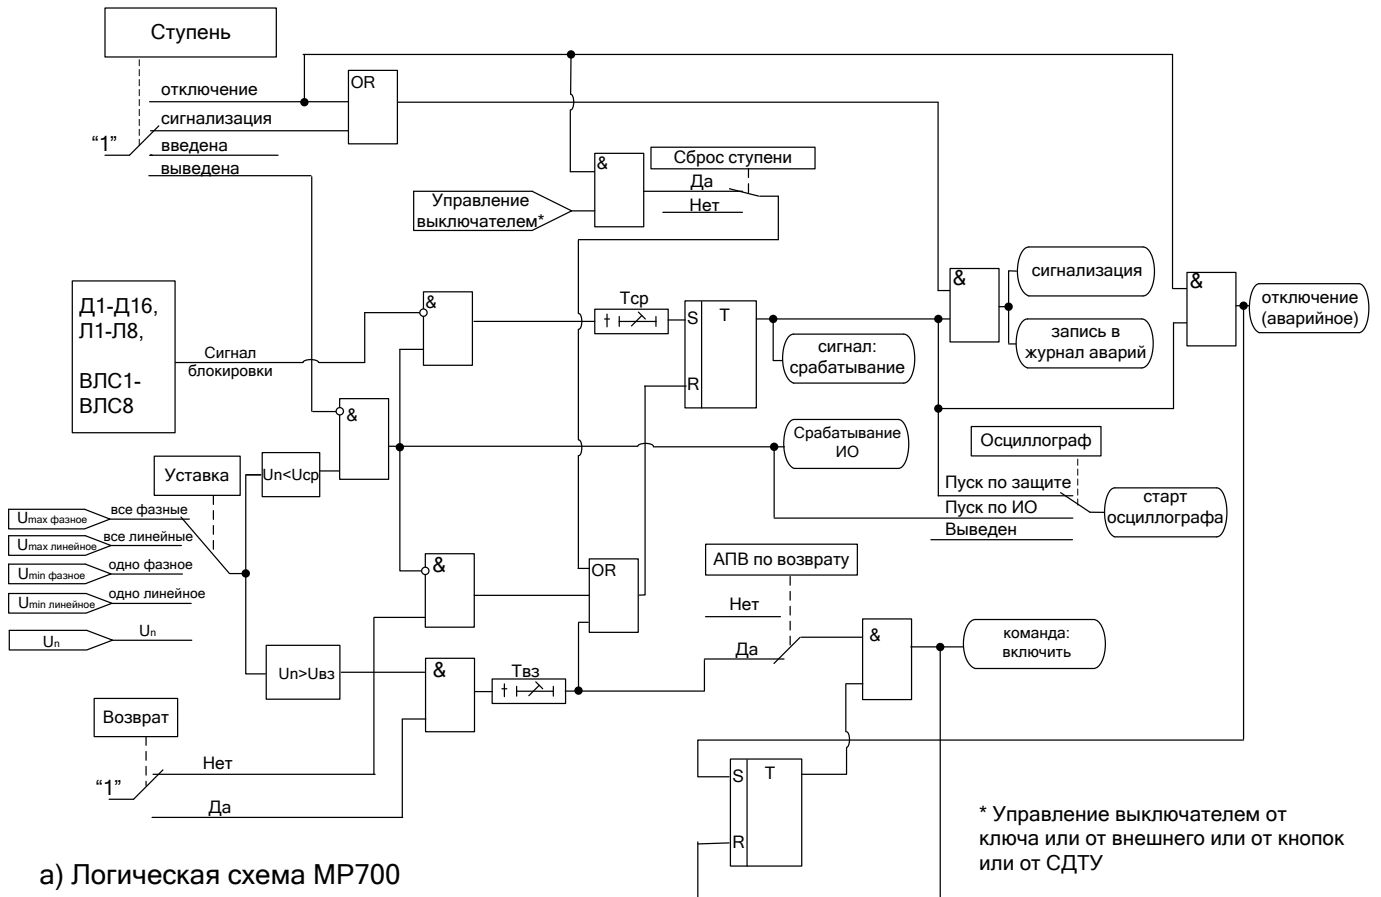 Ступень
отключение
сигнализация
"1"
введена
выведена
OR
&
Сброс ступени
Да
Нет
Управление
выключателем*
Д1-Д16,
Л1-Л8,
ВЛС1-
ВЛС8
Сигнал
блокировки
&
Тср
S
T
R
сигнал:
срабатывание
&
сигнализация
запись в
журнал аварий
&
отключение
(аварийное)
&
Срабатывание
ИО
Осциллограф
Пуск по защите
Пуск по ИО
Выведен
старт
осциллографа
Уставка
Un<Uср
Umax фазное
все фазные
Umax линейное
все линейные
Umin фазное
одно фазное
Umin линейное
одно линейное
Un
Un
&
OR
АПВ по возврату
Нет
Да
&
команда:
включить
Un>Uвз
&
Твз
Возврат
"1"
Нет
Да
S
T
R
* Управление выключателем от
ключа или от внешнего или от кнопок
или от СДТУ
а) Логическая схема МР700